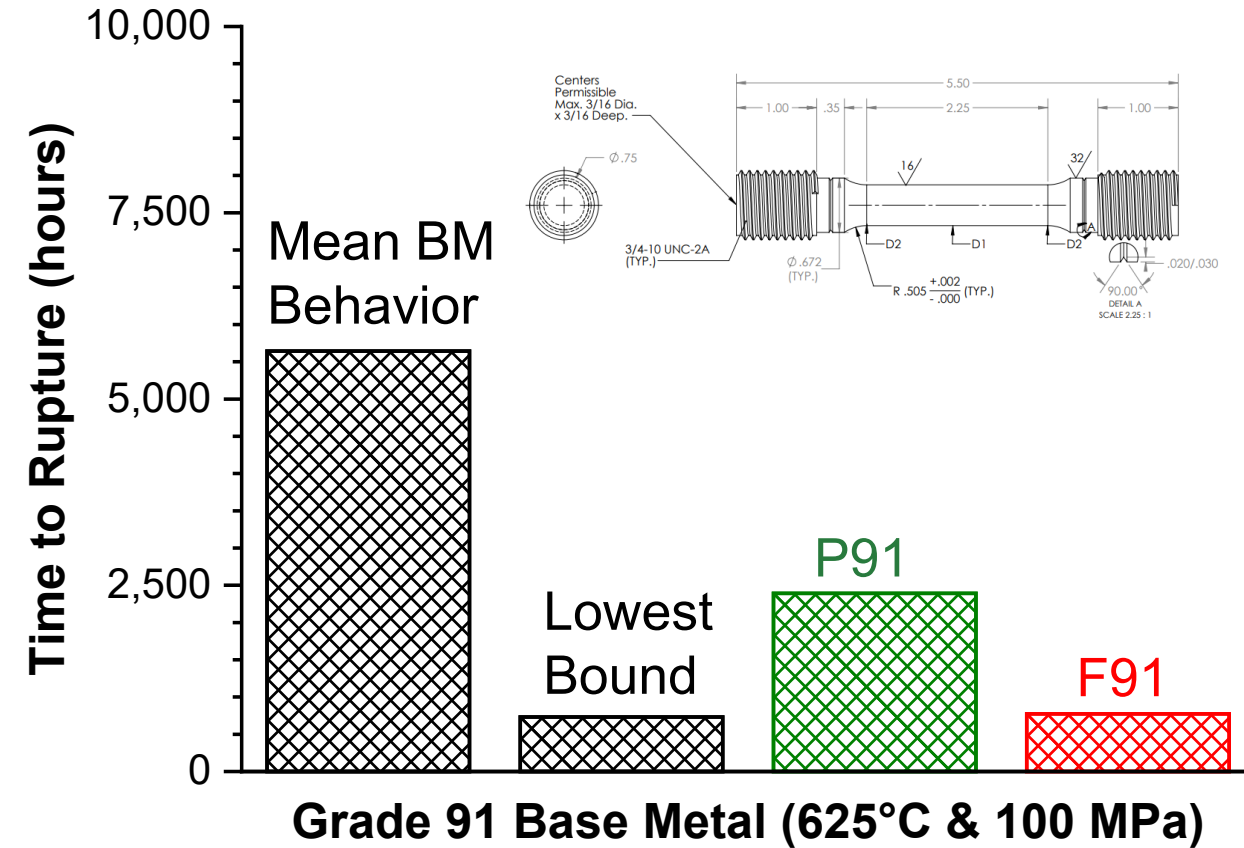 10,000
7,500
5,000
2,500
0
Time to Rupture (hours)
Mean BM
Behavior
Lowest
Bound
P91
F91
Grade 91 Base Metal (625°C & 100 MPa)
Centers
Permissible
Max. 3/16 Dia.
x 3/16 Deep.
5.50
1.00
.35
2.25
1.00
Ø.75
16
32
3/4-10 UNC-2A
(TYP.)
Ø.672
(TYP.)
D2
D1
D2
A
R .505 +.002 - .000 (TYP.)
.020/.030
90.00°
DETAIL A
SCALE 2.25 : 1